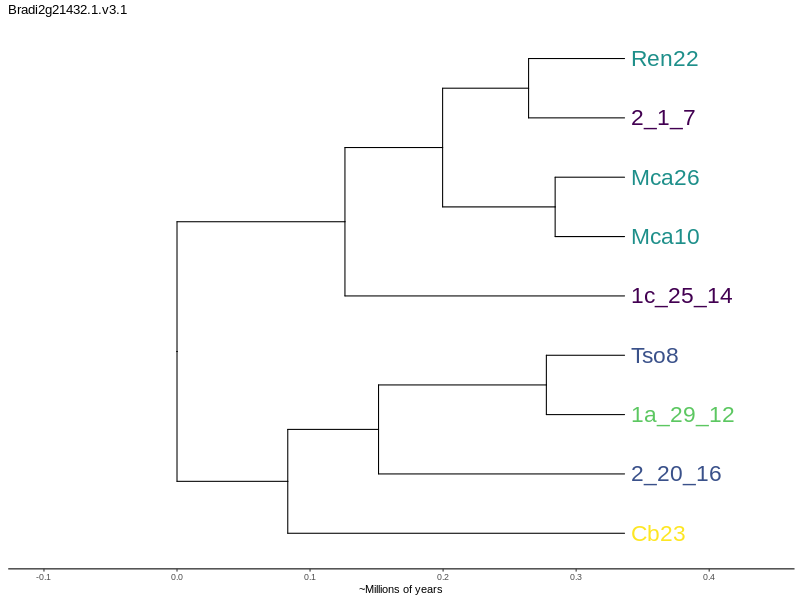 Bradi2g21432.1.v3.1
Ren22
2_1_7
Mca26
Mca10
1c_25_14
Tso8
1a_29_12
2_20_16
Cb23
-0.1 0.0 0.1 0.2 0.3 0.4
~Millions of years